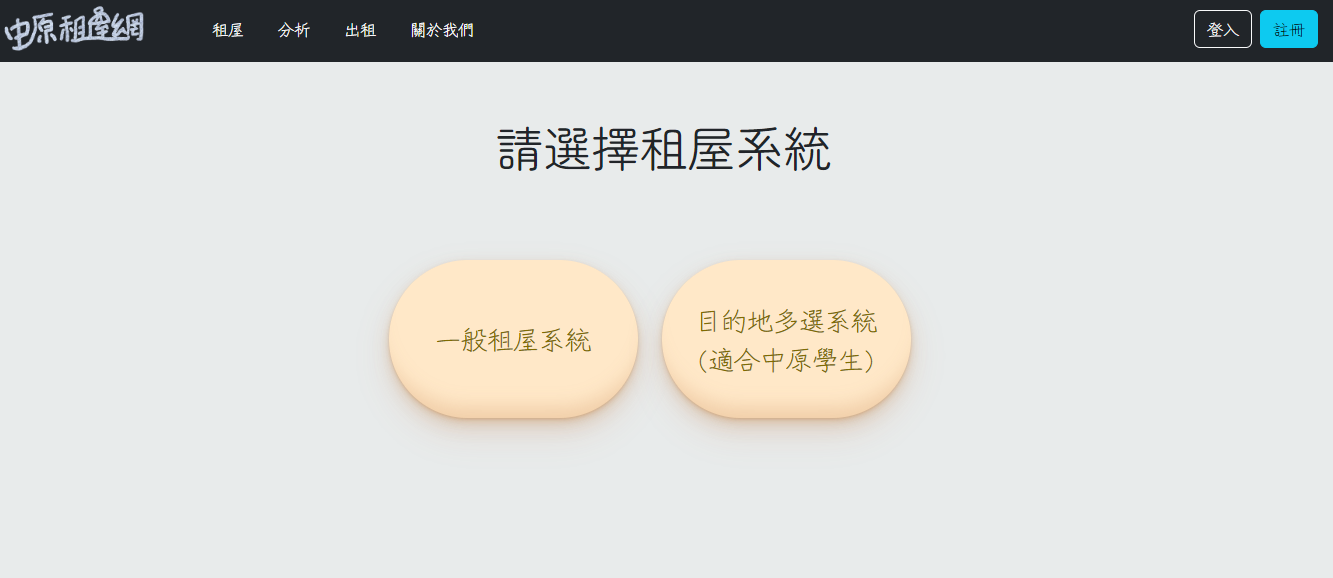 中原租屋網
租屋 分析 出租 關於我們
登入 註冊
請選擇租屋系統
一般租屋系統
目的地多選系統
(適合中原學生)